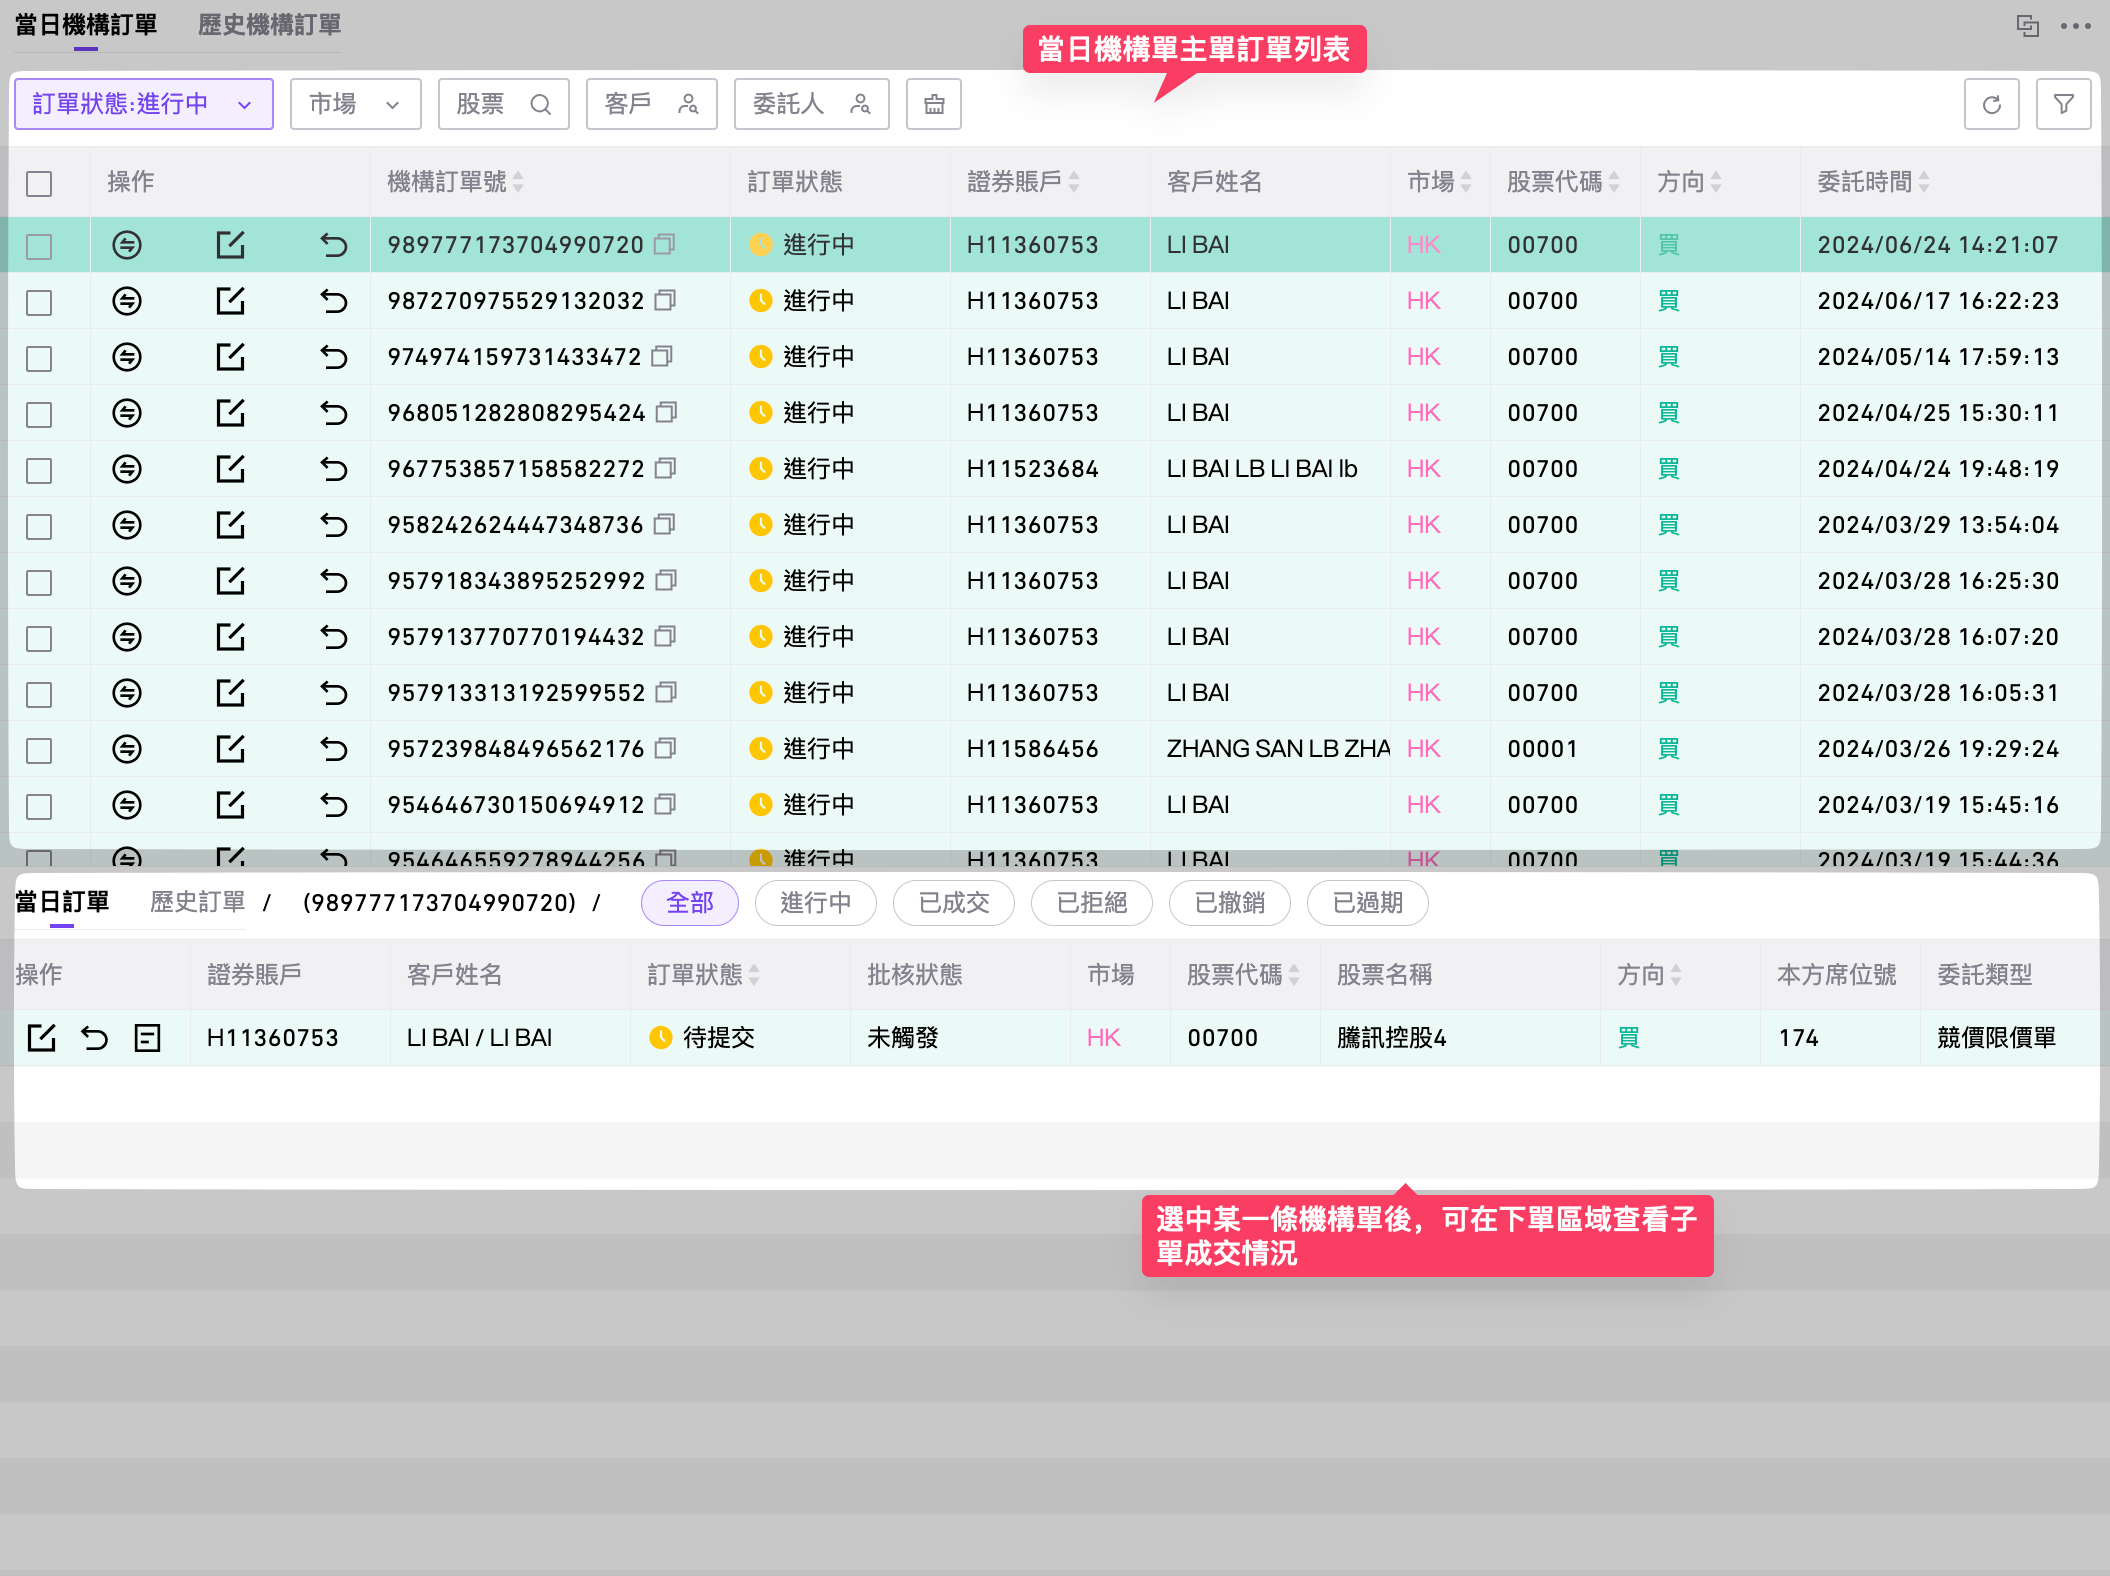 當日機構訂單 歷史機構訂單
當日機構單主單訂單列表
訂單狀態:進行中 市場 股票 客戶 委託人
操作 機構訂單號 訂單狀態 證券賬戶 客戶姓名 市場 股票代碼 方向 委託時間
989777173704990720 進行中 H11360753 LI BAI HK 00700 買 2024/06/24 14:21:07
987270975529132032 進行中 H11360753 LI BAI HK 00700 買 2024/06/17 16:22:23
974974159731433472 進行中 H11360753 LI BAI HK 00700 買 2024/05/14 17:59:13
968051282808295424 進行中 H11360753 LI BAI HK 00700 買 2024/04/25 15:30:11
967753857158582272 進行中 H11523684 LI BAI LB LI BAI lb HK 00700 買 2024/04/24 19:48:19
958242624447348736 進行中 H11360753 LI BAI HK 00700 買 2024/03/29 13:54:04
957918343895252992 進行中 H11360753 LI BAI HK 00700 買 2024/03/28 16:25:30
957913770770194432 進行中 H11360753 LI BAI HK 00700 買 2024/03/28 16:07:20
957913313192599552 進行中 H11360753 LI BAI HK 00700 買 2024/03/28 16:05:31
957239848496562176 進行中 H11586456 ZHANG SAN LB ZHA HK 00001 買 2024/03/26 19:29:24
954646730150694912 進行中 H11360753 LI BAI HK 00700 買 2024/03/19 15:45:16
954646559278944256 進行中 H11360753 LI BAI HK 00700 買 2024/03/19 15:44:36
當日訂單 歷史訂單 / (989777173704990720) / 全部 進行中 已成交 已拒絕 已撤銷 已過期
操作 證券賬戶 客戶姓名 訂單狀態 批核狀態 市場 股票代碼 股票名稱 方向 本方席位號 委託類型
H11360753 LI BAI / LI BAI 待提交 未觸發 HK 00700 騰訊控股4 買 174 競價限價單
選中某一條機構單後，可在下單區域查看子
單成交情況